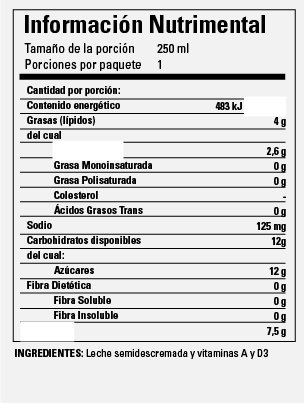 Información Nutrimental
Tamaño de la porción 250 ml
Porciones por paquete 1
Cantidad por porción:
Contenido energético 483 kJ
Grasas (lípidos) 4 g
del cual
2,6 g
Grasa Monoinsaturada 0 g
Grasa Polisaturada 0 g
Colesterol -
Ácidos Grasos Trans 0 g
Sodio 125 mg
Carbohidratos disponibles 12g
del cual:
Azúcares 12 g
Fibra Dietética 0 g
Fibra Soluble 0 g
Fibra Insoluble 0 g
7,5 g
INGREDIENTES: Leche semidescremada y vitaminas A y D3